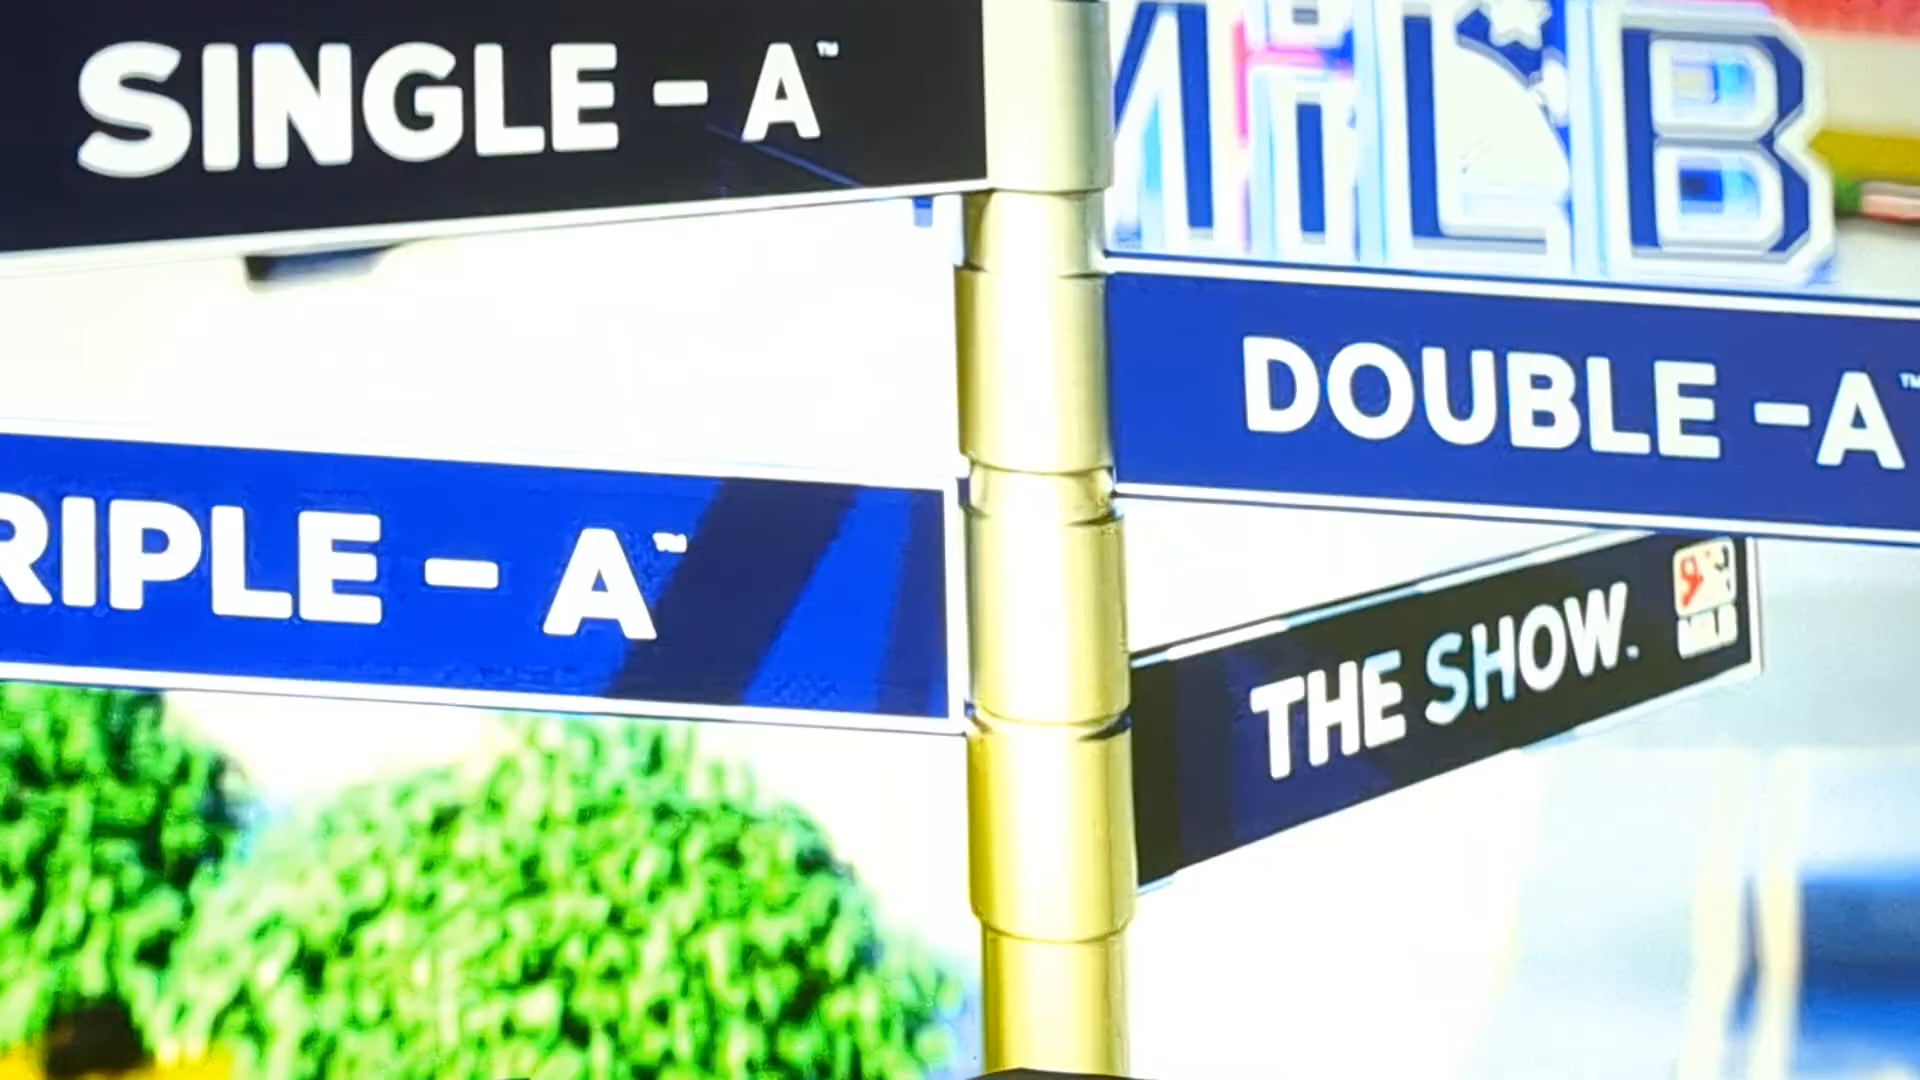 SINGLE - A™
MiLB
DOUBLE -A™
RIPLE - A™
THE SHOW.